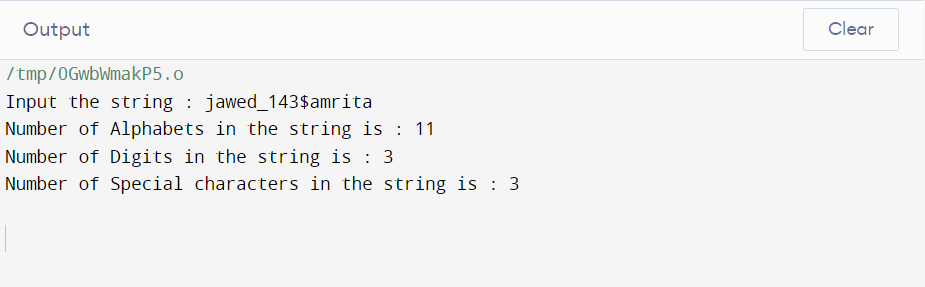 Output
Clear
/tmp/OGwbWmakP5.o
Input the string : jawed_143$amrita
Number of Alphabets in the string is : 11
Number of Digits in the string is : 3
Number of Special characters in the string is : 3